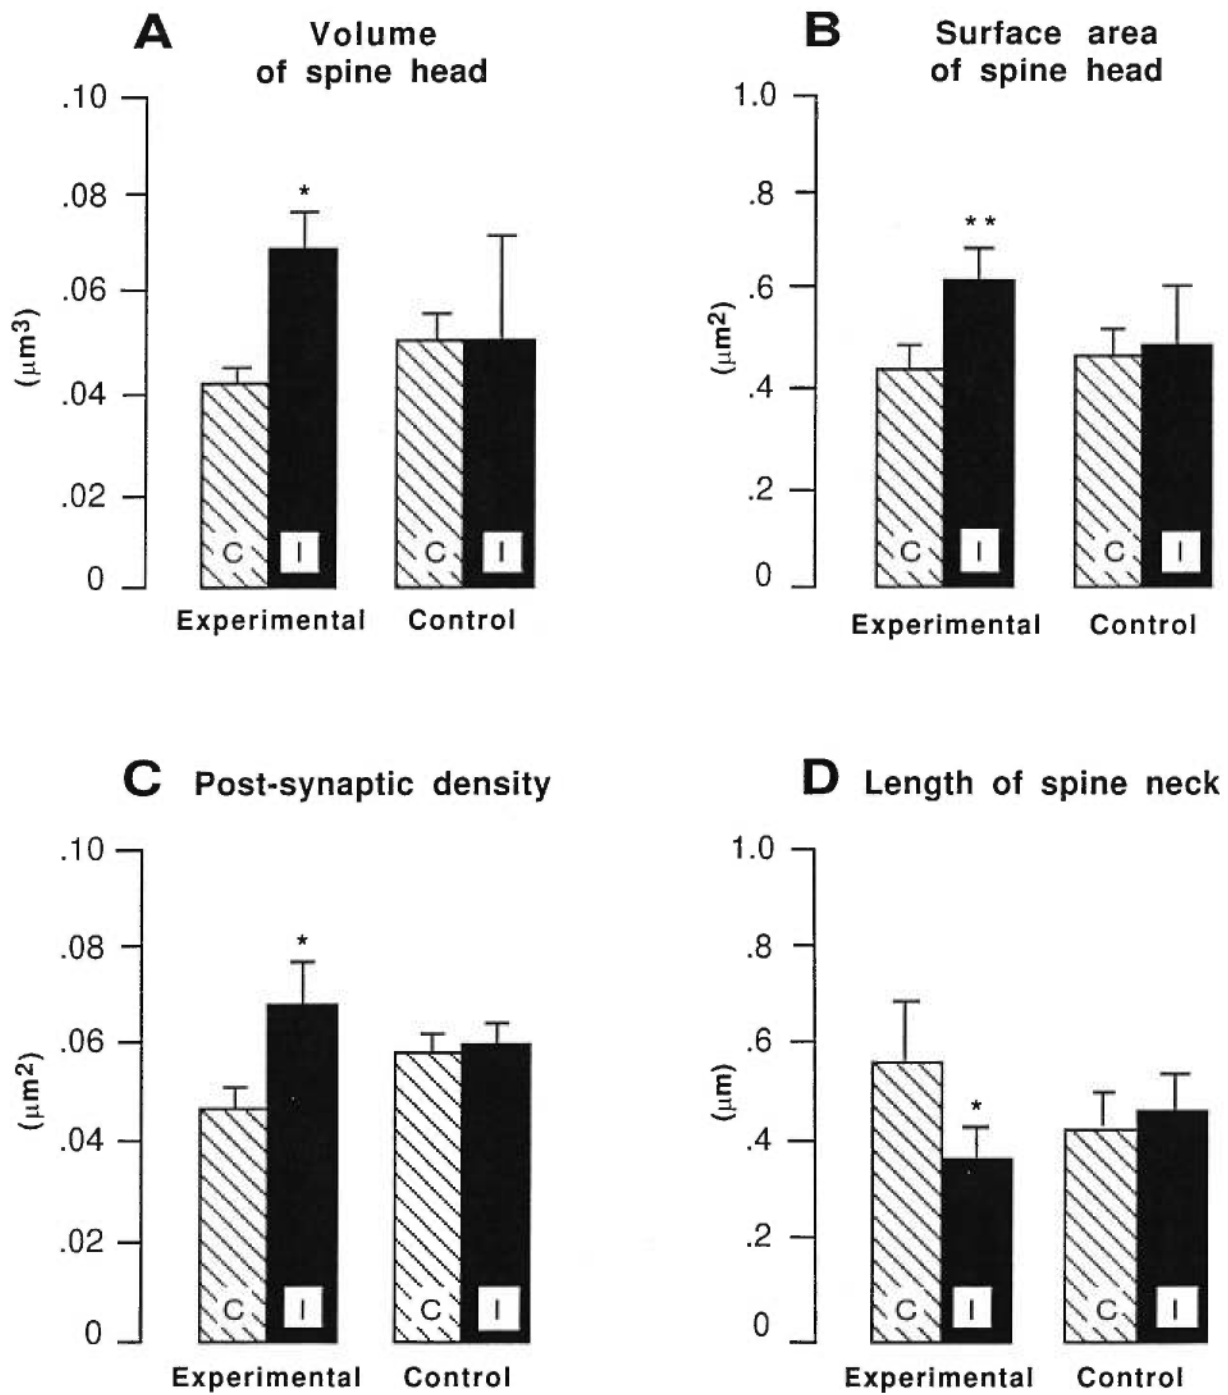 A Volume
of spine head
.10
.08
.06
.04
.02
0
(μm³)
*
C I C I
Experimental Control
B Surface area
of spine head
1.0
.8
.6
.4
.2
0
(μm²)
**
C I C I
Experimental Control
C Post-synaptic density
.10
.08
.06
.04
.02
0
(μm²)
*
C I C I
Experimental Control
D Length of spine neck
1.0
.8
.6
.4
.2
0
(μm)
*
C I C I
Experimental Control